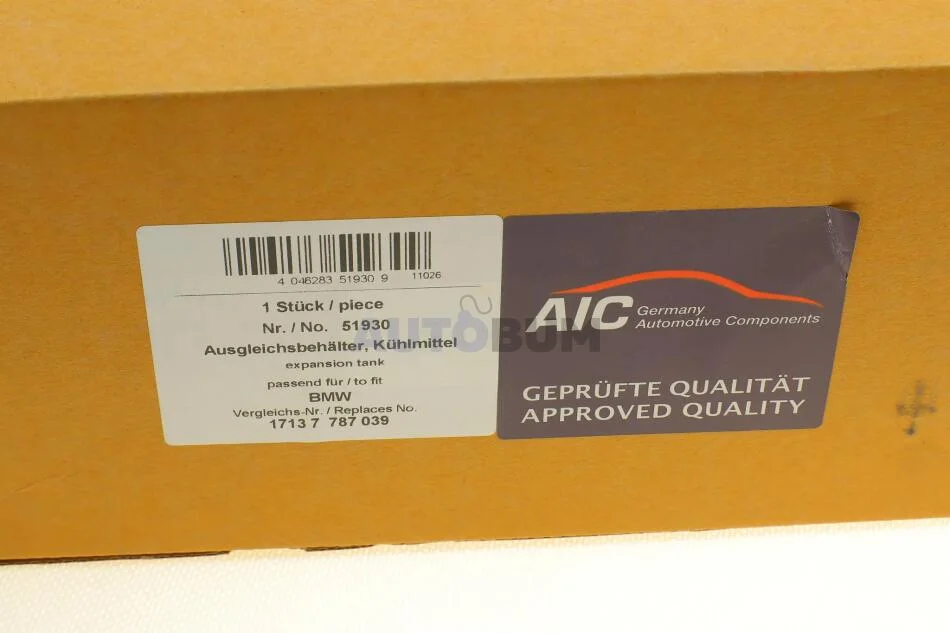 4 046283 51930 9 11026
1 Stück / piece
Nr. / No. 51930
Ausgleichsbehälter, Kühlmittel
expansion tank
passend für / to fit
BMW
Vergleichs-Nr. / Replaces No.
1713 7 787 039
AIC Germany
Automotive Components
GEPRÜFTE QUALITÄT
APPROVED QUALITY
AUTOBUM